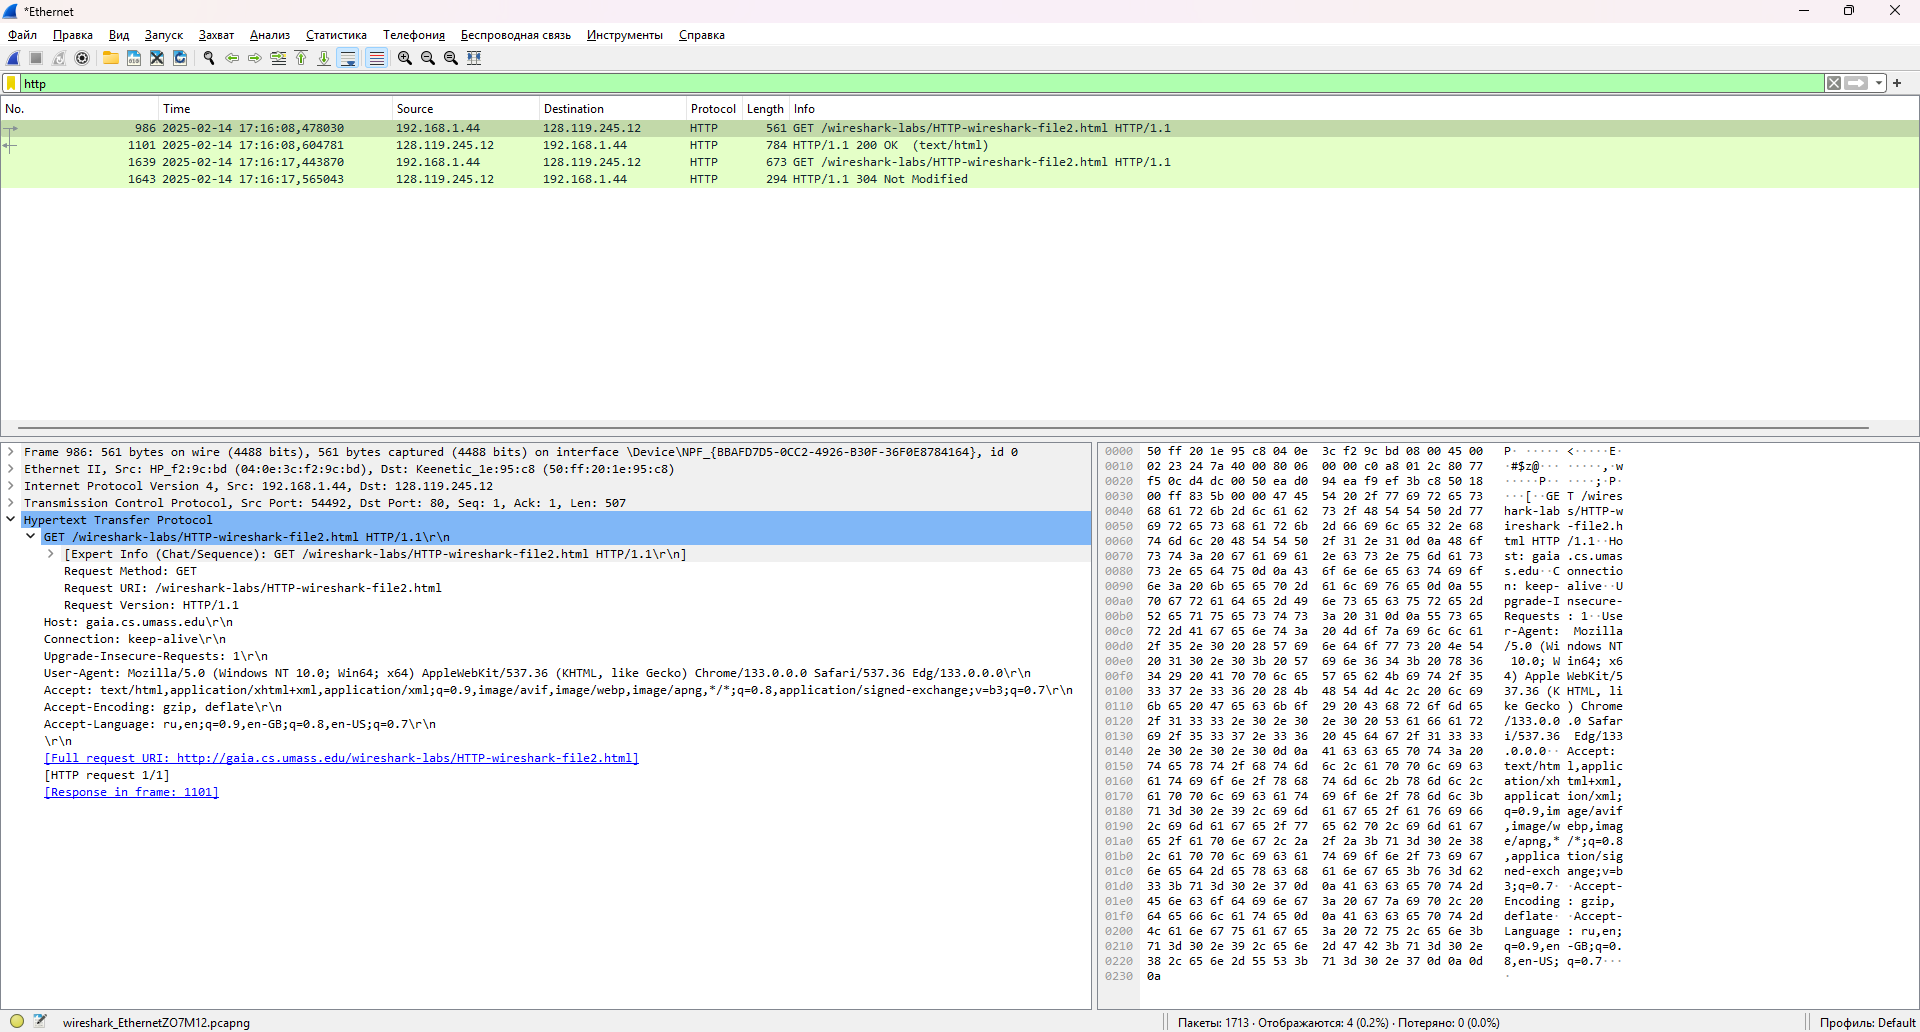 *Ethernet
Файл Правка Вид Запуск Захват Анализ Статистика Телефония Беспроводная связь Инструменты Справка
http
No. Time Source Destination Protocol Length Info
986 2025-02-14 17:16:08,478030 192.168.1.44 128.119.245.12 HTTP 561 GET /wireshark-labs/HTTP-wireshark-file2.html HTTP/1.1
1101 2025-02-14 17:16:08,604781 128.119.245.12 192.168.1.44 HTTP 784 HTTP/1.1 200 OK (text/html)
1639 2025-02-14 17:16:17,443870 192.168.1.44 128.119.245.12 HTTP 673 GET /wireshark-labs/HTTP-wireshark-file2.html HTTP/1.1
1643 2025-02-14 17:16:17,565043 128.119.245.12 192.168.1.44 HTTP 294 HTTP/1.1 304 Not Modified
Frame 986: 561 bytes on wire (4488 bits), 561 bytes captured (4488 bits) on interface \Device\NPF_{BBAFD7D5-0CC2-4926-B30F-36F0E8784164}, id 0
Ethernet II, Src: HP_f2:9c:bd (04:0e:3c:f2:9c:bd), Dst: Keenetic_1e:95:c8 (50:ff:20:1e:95:c8)
Internet Protocol Version 4, Src: 192.168.1.44, Dst: 128.119.245.12
Transmission Control Protocol, Src Port: 54492, Dst Port: 80, Seq: 1, Ack: 1, Len: 507
Hypertext Transfer Protocol
GET /wireshark-labs/HTTP-wireshark-file2.html HTTP/1.1\r\n
[Expert Info (Chat/Sequence): GET /wireshark-labs/HTTP-wireshark-file2.html HTTP/1.1\r\n]
Request Method: GET
Request URI: /wireshark-labs/HTTP-wireshark-file2.html
Request Version: HTTP/1.1
Host: gaia.cs.umass.edu\r\n
Connection: keep-alive\r\n
Upgrade-Insecure-Requests: 1\r\n
User-Agent: Mozilla/5.0 (Windows NT 10.0; Win64; x64) AppleWebKit/537.36 (KHTML, like Gecko) Chrome/133.0.0.0 Safari/537.36 Edg/133.0.0.0\r\n
Accept: text/html,application/xhtml+xml,application/xml;q=0.9,image/avif,image/webp,image/apng,*/*;q=0.8,application/signed-exchange;v=b3;q=0.7\r\n
Accept-Encoding: gzip, deflate\r\n
Accept-Language: ru,en;q=0.9,en-GB;q=0.8,en-US;q=0.7\r\n
\r\n
[Full request URI: http://gaia.cs.umass.edu/wireshark-labs/HTTP-wireshark-file2.html]
[HTTP request 1/1]
[Response in frame: 1101]
0000 50 ff 20 1e 95 c8 04 0e 3c f2 9c bd 08 00 45 00 P· ·····<·····E·
0010 02 23 24 7a 40 00 80 06 00 00 c0 a8 01 2c 80 77 ·#$z@··· ·····,·w
0020 f5 0c d4 dc 00 50 ea d0 94 ea f9 ef 3b c8 50 18 ·····P·· ····;·P·
0030 00 ff 83 5b 00 00 47 45 54 20 2f 77 69 72 65 73 ···[··GE T /wires
0040 68 61 72 6b 2d 6c 61 62 73 2f 48 54 54 50 2d 77 hark-lab s/HTTP-w
0050 69 72 65 73 68 61 72 6b 2d 66 69 6c 65 32 2e 68 ireshark -file2.h
0060 74 6d 6c 20 48 54 54 50 2f 31 2e 31 0d 0a 48 6f tml HTTP /1.1··Ho
0070 73 74 3a 20 67 61 69 61 2e 63 73 2e 75 6d 61 73 st: gaia .cs.umas
0080 73 2e 65 64 75 0d 0a 43 6f 6e 6e 65 63 74 69 6f s.edu··C onnectio
0090 6e 3a 20 6b 65 65 70 2d 61 6c 69 76 65 0d 0a 55 n: keep- alive··U
00a0 70 67 72 61 64 65 2d 49 6e 73 65 63 75 72 65 2d pgrade-I nsecure-
00b0 52 65 71 75 65 73 74 73 3a 20 31 0d 0a 55 73 65 Requests : 1··Use
00c0 72 2d 41 67 65 6e 74 3a 20 4d 6f 7a 69 6c 6c 61 r-Agent: Mozilla
00d0 2f 35 2e 30 20 28 57 69 6e 64 6f 77 73 20 4e 54 /5.0 (Wi ndows NT
00e0 20 31 30 2e 30 3b 20 57 69 6e 36 34 3b 20 78 36 10.0; W in64; x6
00f0 34 29 20 41 70 70 6c 65 57 65 62 4b 69 74 2f 35 4) Apple WebKit/5
0100 33 37 2e 33 36 20 28 4b 48 54 4d 4c 2c 20 6c 69 37.36 (K HTML, li
0110 6b 65 20 47 65 63 6b 6f 29 20 43 68 72 6f 6d 65 ke Gecko ) Chrome
0120 2f 31 33 33 2e 30 2e 30 2e 30 20 53 61 66 61 72 /133.0.0 .0 Safar
0130 69 2f 35 33 37 2e 33 36 20 45 64 67 2f 31 33 33 i/537.36 Edg/133
0140 2e 30 2e 30 2e 30 0d 0a 41 63 63 65 70 74 3a 20 .0.0.0·· Accept:
0150 74 65 78 74 2f 68 74 6d 6c 2c 61 70 70 6c 69 63 text/htm l,applic
0160 61 74 69 6f 6e 2f 78 68 74 6d 6c 2b 78 6d 6c 2c ation/xh tml+xml,
0170 61 70 70 6c 69 63 61 74 69 6f 6e 2f 78 6d 6c 3b applicat ion/xml;
0180 71 3d 30 2e 39 2c 69 6d 61 67 65 2f 61 76 69 66 q=0.9,im age/avif
0190 2c 69 6d 61 67 65 2f 77 65 62 70 2c 69 6d 61 67 ,image/w ebp,imag
01a0 65 2f 61 70 6e 67 2c 2a 2f 2a 3b 71 3d 30 2e 38 e/apng,* /*;q=0.8
01b0 2c 61 70 70 6c 69 63 61 74 69 6f 6e 2f 73 69 67 ,applica tion/sig
01c0 6e 65 64 2d 65 78 63 68 61 6e 67 65 3b 76 3d 62 ned-exch ange;v=b
01d0 33 3b 71 3d 30 2e 37 0d 0a 41 63 63 65 70 74 2d 3;q=0.7· ·Accept-
01e0 45 6e 63 6f 64 69 6e 67 3a 20 67 7a 69 70 2c 20 Encoding : gzip,
01f0 64 65 66 6c 61 74 65 0d 0a 41 63 63 65 70 74 2d deflate· ·Accept-
0200 4c 61 6e 67 75 61 67 65 3a 20 72 75 2c 65 6e 3b Language : ru,en;
0210 71 3d 30 2e 39 2c 65 6e 2d 47 42 3b 71 3d 30 2e q=0.9,en -GB;q=0.
0220 38 2c 65 6e 2d 55 53 3b 71 3d 30 2e 37 0d 0a 0d 8,en-US; q=0.7···
0230 0a ·
wireshark_EthernetZO7M12.pcapng Пакеты: 1713 · Отображаются: 4 (0.2%) · Потеряно: 0 (0.0%) Профиль: Default